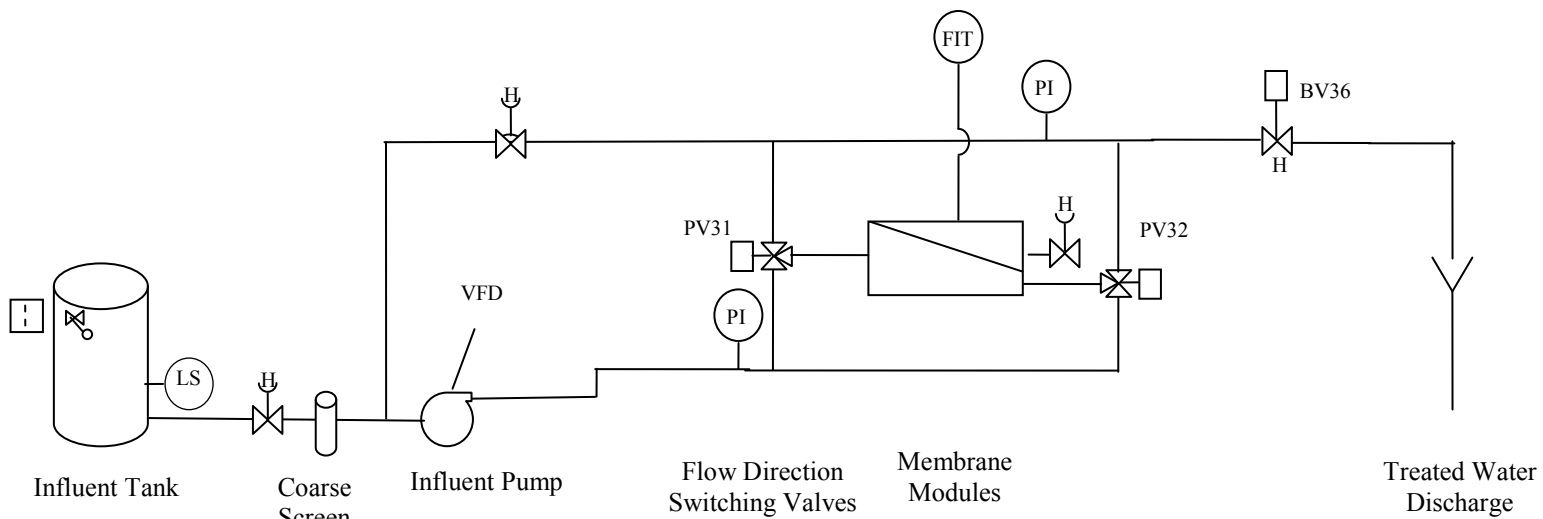 FIT
PI
BV36
H
H
H
PV31
PV32
VFD
PI
LS
H
Influent Tank
Coarse
Screen
Influent Pump
Flow Direction
Switching Valves
Membrane
Modules
Treated Water
Discharge